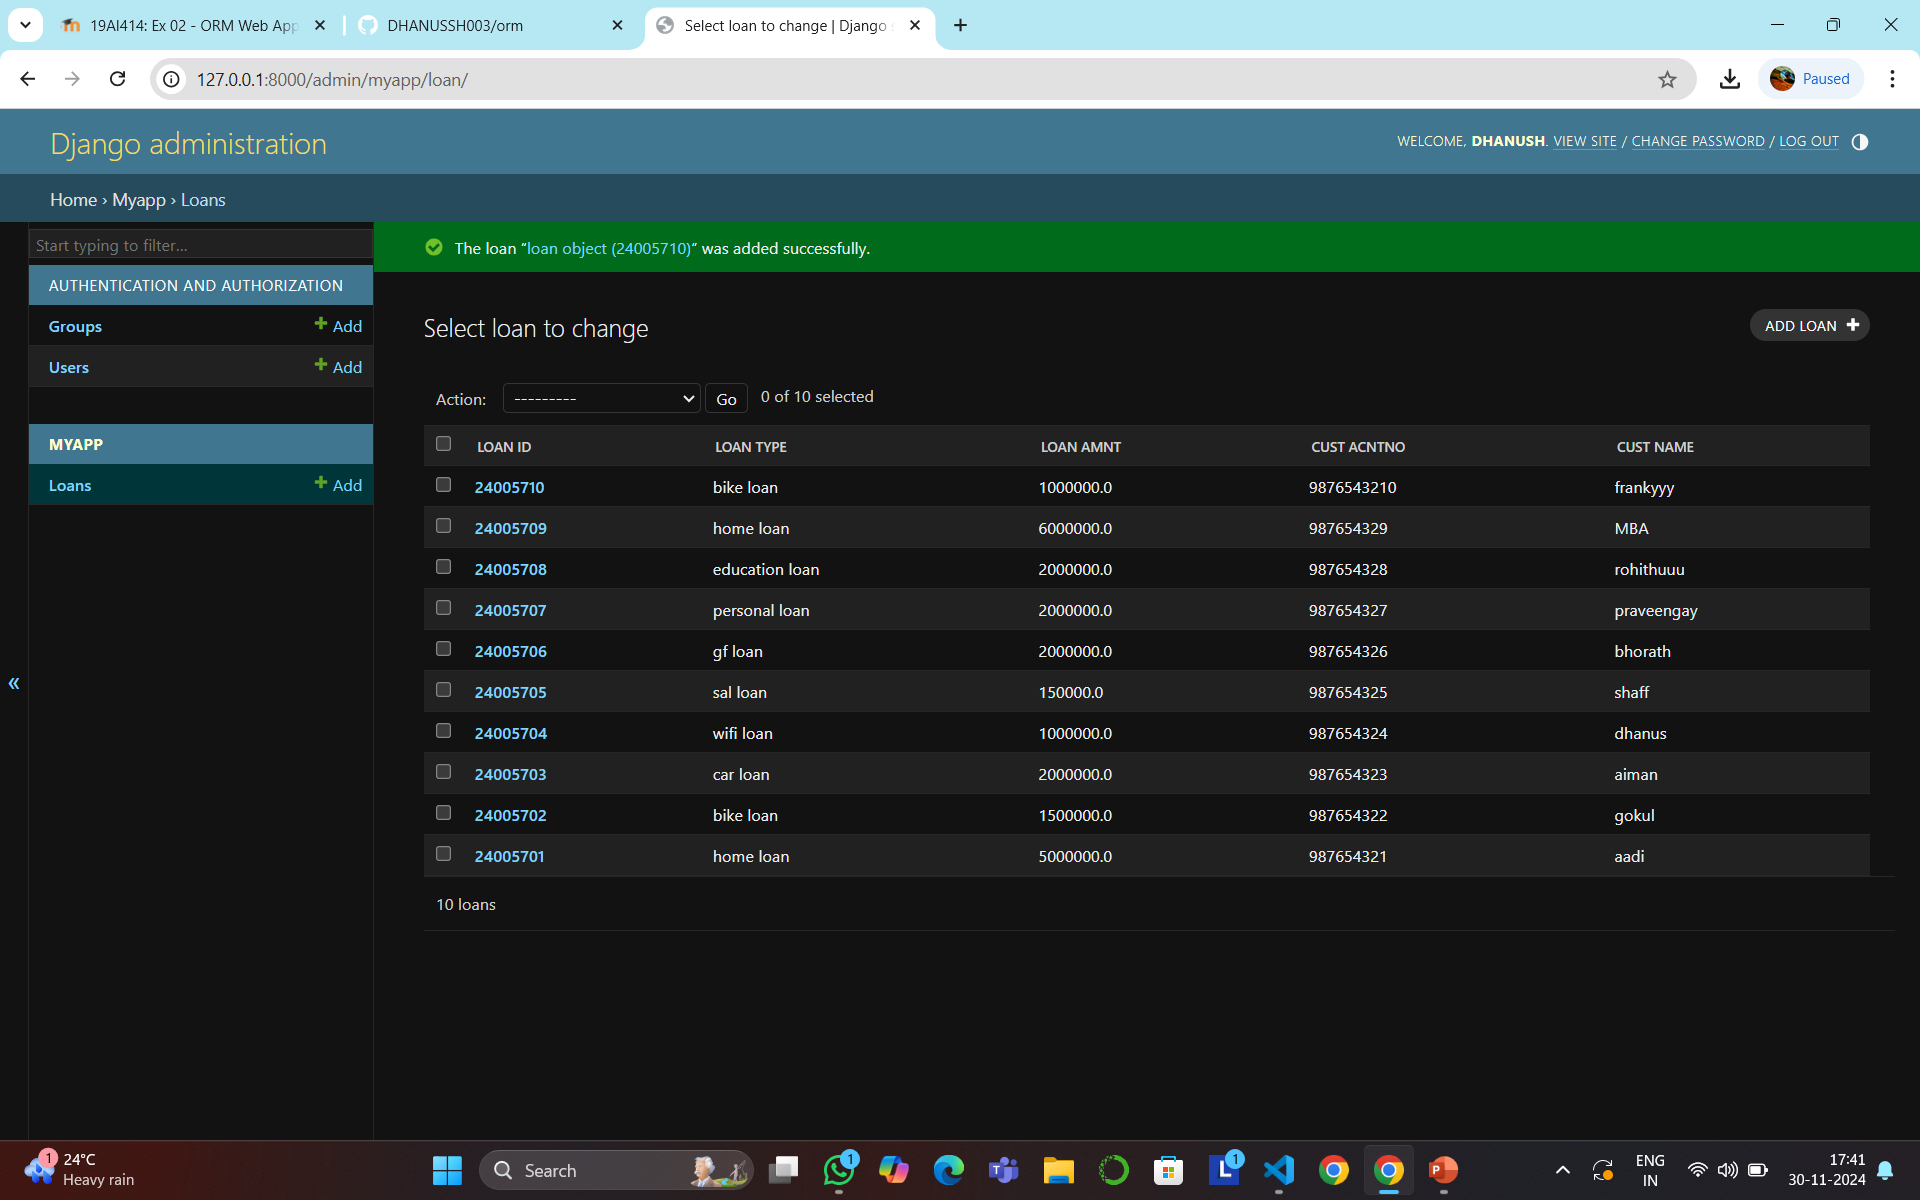 19AI414: Ex 02 - ORM Web App
DHANUSSH003/orm
Select loan to change | Django
127.0.0.1:8000/admin/myapp/loan/
Paused
Django administration
WELCOME, DHANUSH. VIEW SITE / CHANGE PASSWORD / LOG OUT
Home › Myapp › Loans
Start typing to filter...
AUTHENTICATION AND AUTHORIZATION
Groups + Add
Users + Add
MYAPP
Loans + Add
«
The loan “loan object (24005710)” was added successfully.
Select loan to change
ADD LOAN +
Action: --------- Go 0 of 10 selected
LOAN ID LOAN TYPE LOAN AMNT CUST ACNTNO CUST NAME
24005710 bike loan 1000000.0 9876543210 frankyyy
24005709 home loan 6000000.0 987654329 MBA
24005708 education loan 2000000.0 987654328 rohithuuu
24005707 personal loan 2000000.0 987654327 praveengay
24005706 gf loan 2000000.0 987654326 bhorath
24005705 sal loan 150000.0 987654325 shaff
24005704 wifi loan 1000000.0 987654324 dhanus
24005703 car loan 2000000.0 987654323 aiman
24005702 bike loan 1500000.0 987654322 gokul
24005701 home loan 5000000.0 987654321 aadi
10 loans
1
24°C
Heavy rain
Search
1
T
L
1
P
ENG
IN
17:41
30-11-2024